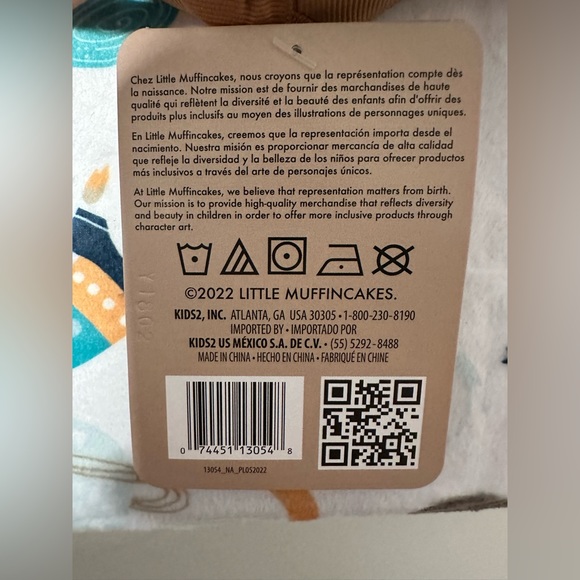 Chez Little Muffincakes, nous croyons que la représentation compte dès
la naissance. Notre mission est de fournir des marchandises de haute
qualité qui reflètent la diversité et la beauté des enfants afin d'offrir des
produits plus inclusifs au moyen des illustrations de personnages uniques.
En Little Muffincakes, creemos que la representación importa desde el
nacimiento. Nuestra misión es proporcionar mercancía de alta calidad
que refleje la diversidad y la belleza de los niños para ofrecer productos
más inclusivos a través del arte de personajes únicos.
At Little Muffincakes, we believe that representation matters from birth.
Our mission is to provide high-quality merchandise that reflects diversity
and beauty in children in order to offer more inclusive products through
character art.
©2022 LITTLE MUFFINCAKES.
KIDS2, INC. ATLANTA, GA USA 30305 • 1-800-230-8190
IMPORTED BY • IMPORTADO POR
KIDS2 US MÉXICO S.A. DE C.V. • (55) 5292-8488
MADE IN CHINA • HECHO EN CHINA • FABRIQUÉ EN CHINE
0 74451 13054 8
13054_NA_PL052022